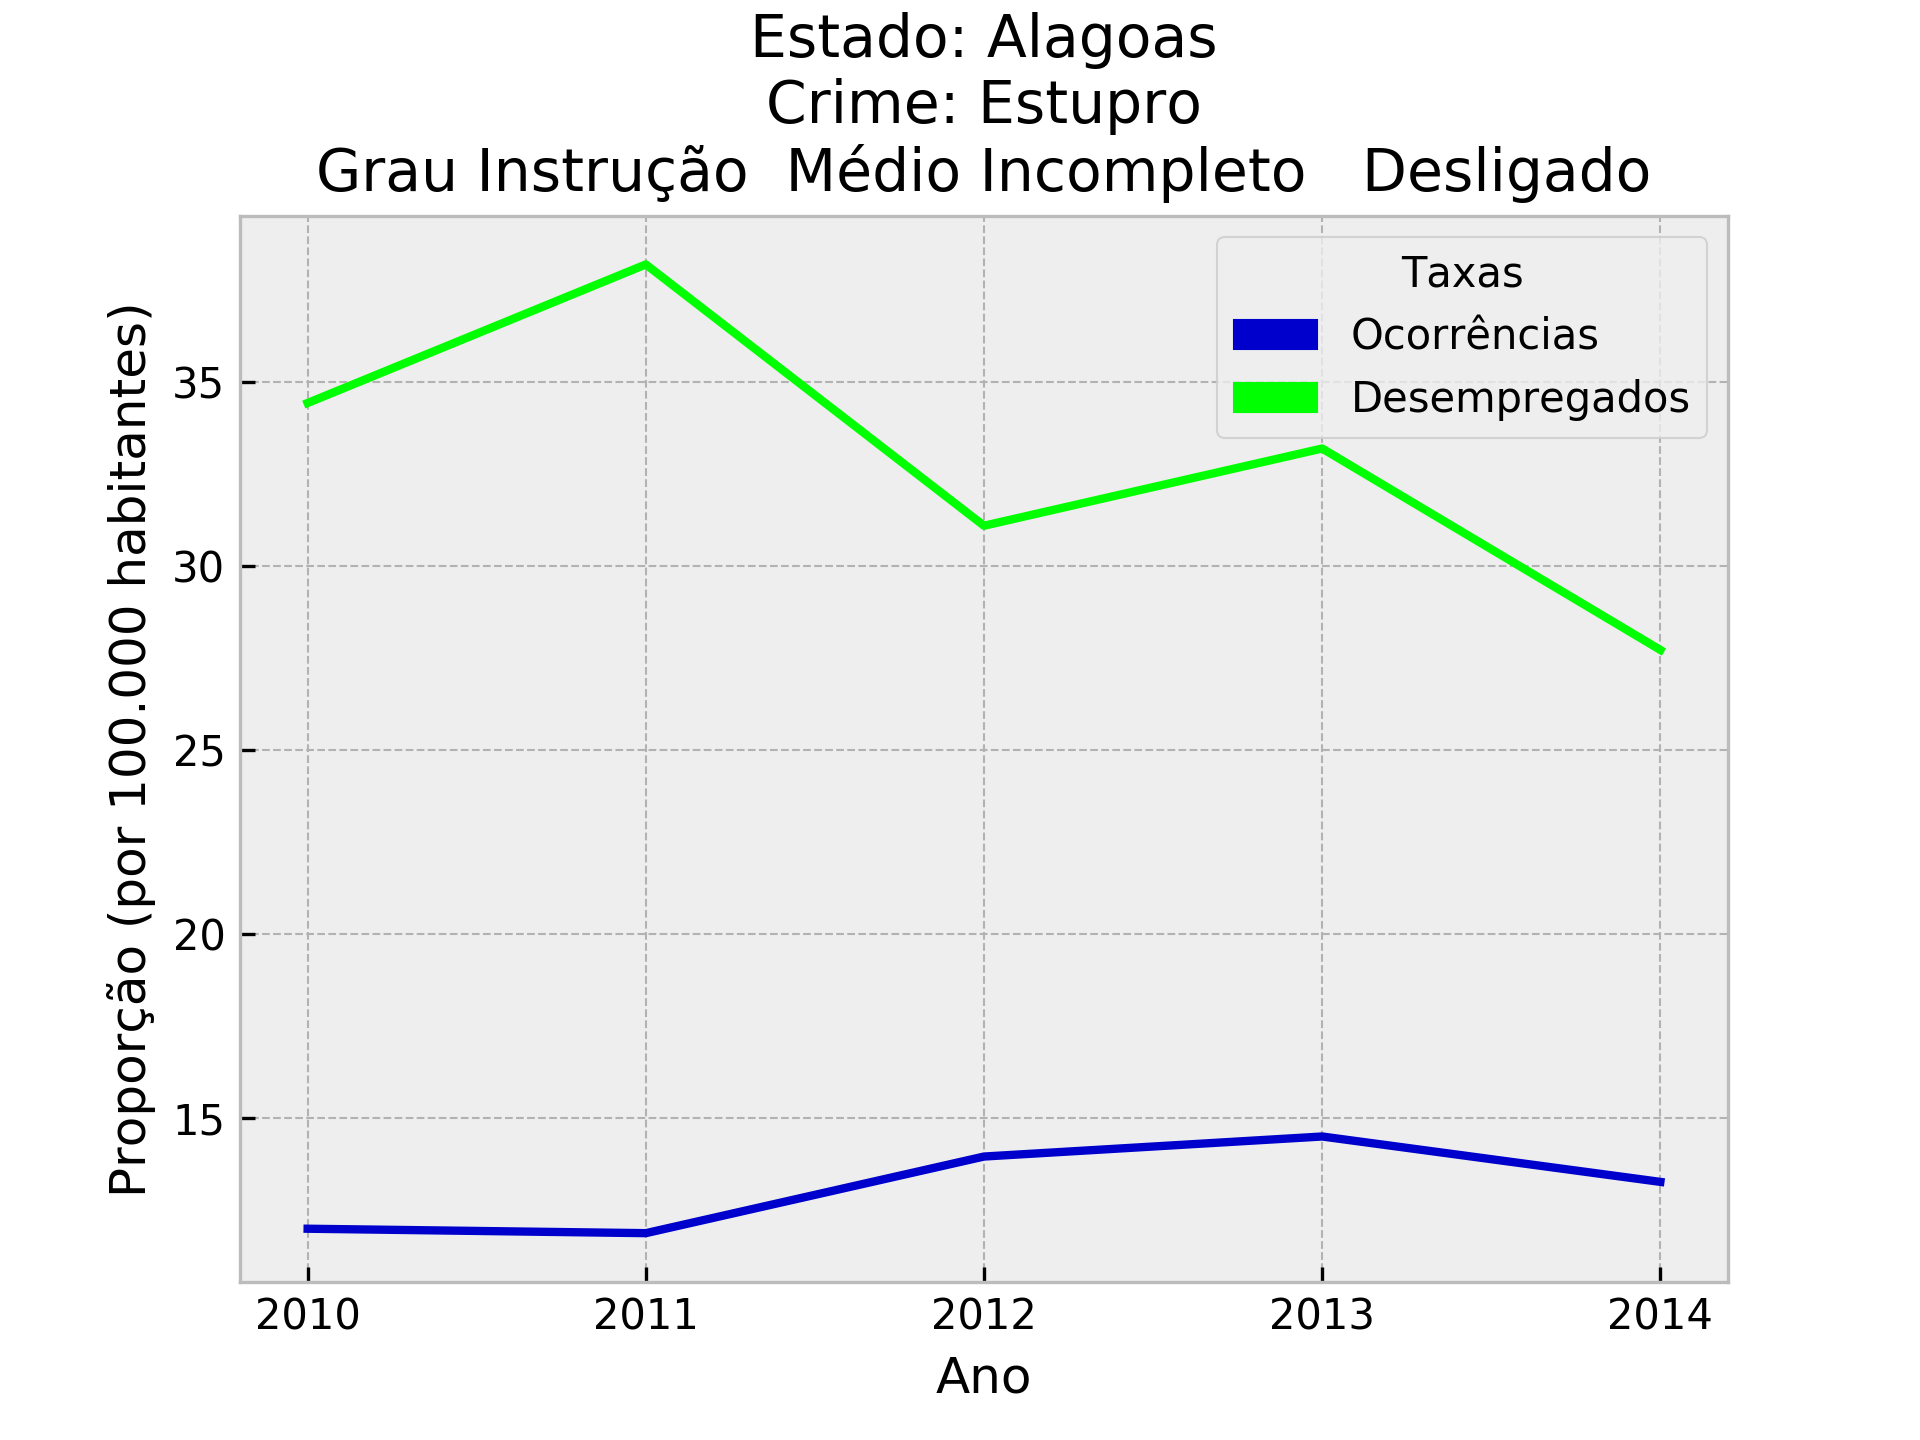 Estado: Alagoas
Crime: Estupro
Grau Instrução  Médio Incompleto   Desligado
Taxas
Ocorrências
Desempregados
Proporção (por 100.000 habitantes)
35
30
25
20
15
2010 2011 2012 2013 2014
Ano